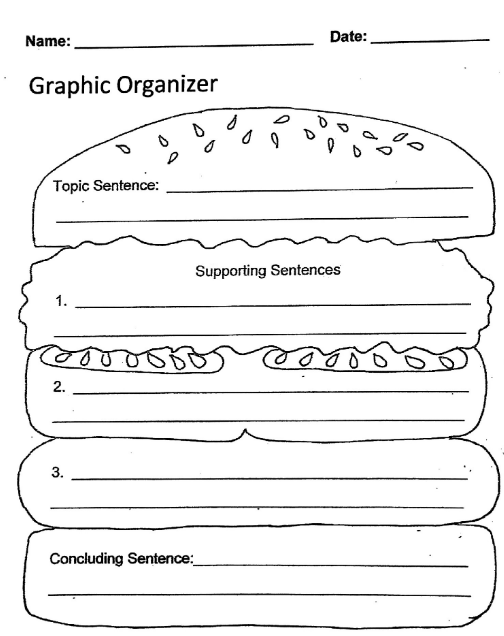 Name: Date:
Graphic Organizer
Topic Sentence:
Supporting Sentences
1.
2.
3.
Concluding Sentence: